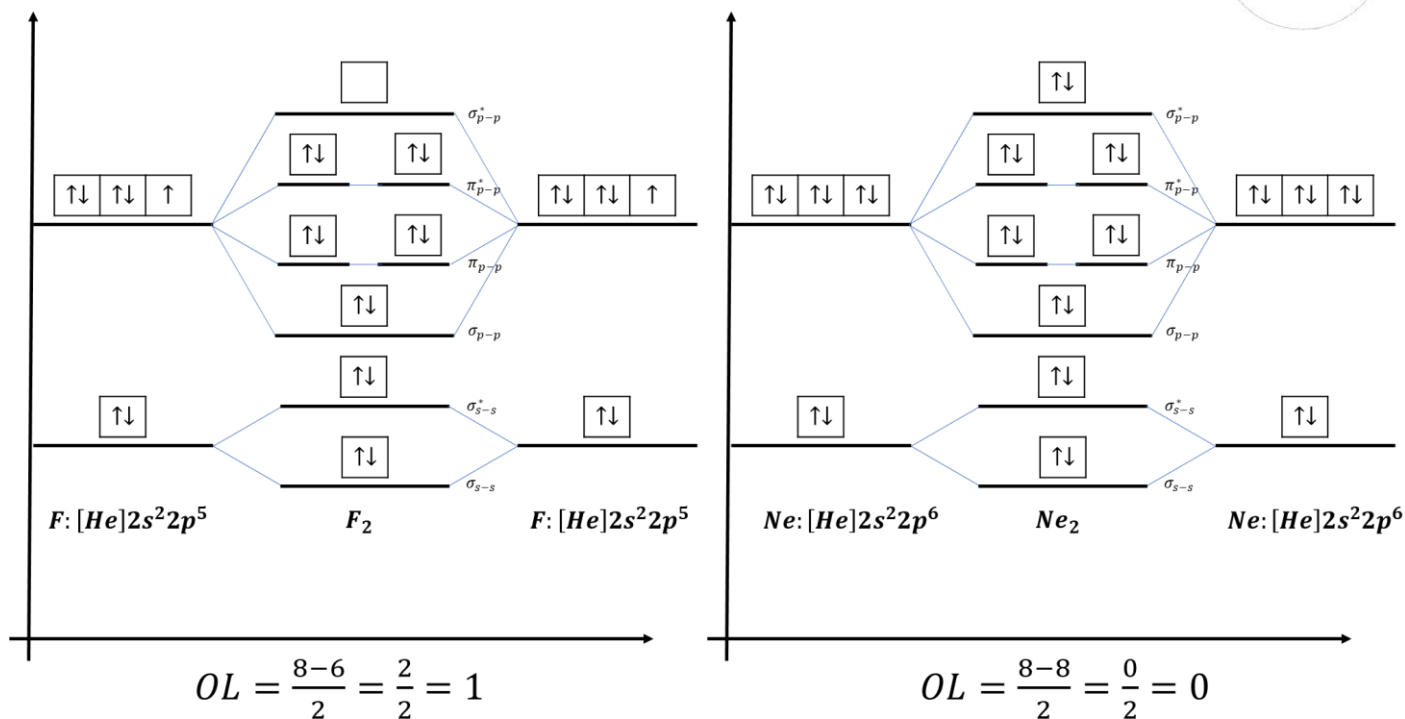 ↑↓ ↑↓
↑↓ ↑↓ σ*ₚ₋ₚ ↑↓ ↑↓ σ*ₚ₋ₚ
↑↓ ↑↓ ↑ π*ₚ₋ₚ ↑↓ ↑↓ ↑ ↑↓ ↑↓ ↑↓ π*ₚ₋ₚ ↑↓ ↑↓ ↑↓
↑↓ ↑↓ ↑↓ ↑↓
πₚ₋ₚ πₚ₋ₚ
↑↓ ↑↓
σₚ₋ₚ σₚ₋ₚ
↑↓ ↑↓
↑↓ σ*ₛ₋ₛ ↑↓ ↑↓ σ*ₛ₋ₛ ↑↓
↑↓ ↑↓
σₛ₋ₛ σₛ₋ₛ
F: [He]2s²2p⁵ F₂ F: [He]2s²2p⁵ Ne: [He]2s²2p⁶ Ne₂ Ne: [He]2s²2p⁶
OL = (8−6)/2 = 2/2 = 1 OL = (8−8)/2 = 0/2 = 0